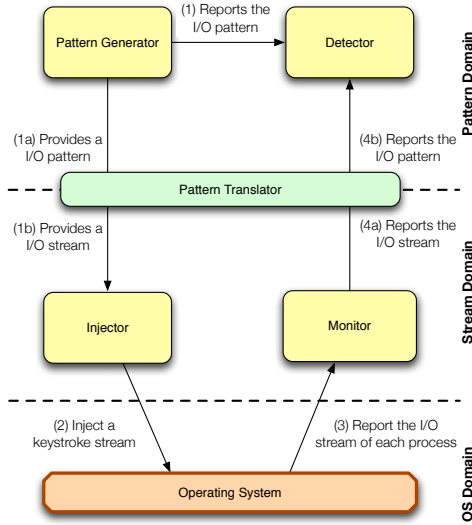 (1) Reports the
I/O pattern
Pattern Generator
Detector
Pattern Domain
(1a) Provides a
I/O pattern
(4b) Reports the
I/O pattern
Pattern Translator
(1b) Provides a
I/O stream
(4a) Reports the
I/O stream
Stream Domain
Injector
Monitor
(2) Inject a
keystroke stream
(3) Report the I/O
stream of each process
Operating System
OS Domain